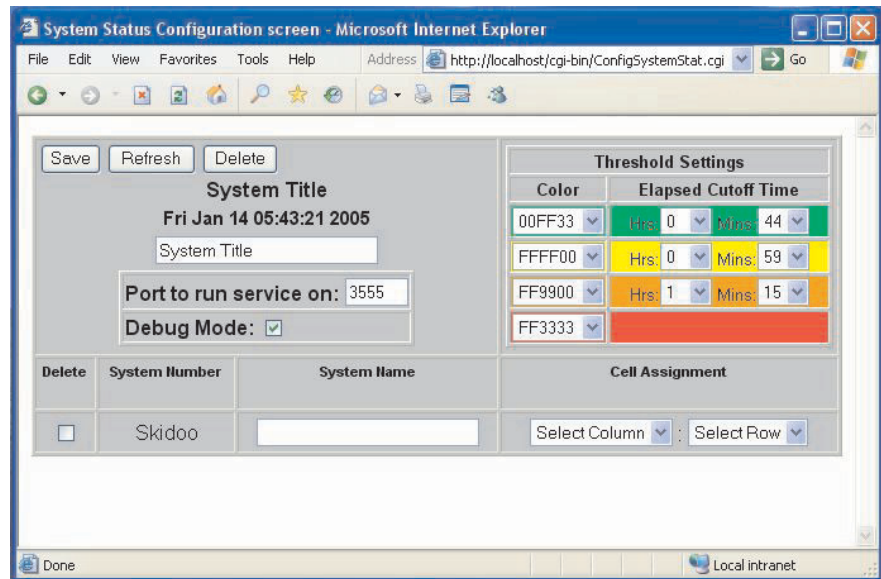 System Status Configuration screen - Microsoft Internet Explorer
File Edit View Favorites Tools Help Address http://localhost/cgi-bin/ConfigSystemStat.cgi Go
Save Refresh Delete
System Title
Fri Jan 14 05:43:21 2005
System Title
Port to run service on: 3555
Debug Mode:
Threshold Settings
Color Elapsed Cutoff Time
00FF33 Hrs: 0 Mins: 44
FFFF00 Hrs: 0 Mins: 59
FF9900 Hrs: 1 Mins: 15
FF3333
Delete System Number System Name Cell Assignment
Skidoo Select Column : Select Row
Done Local intranet